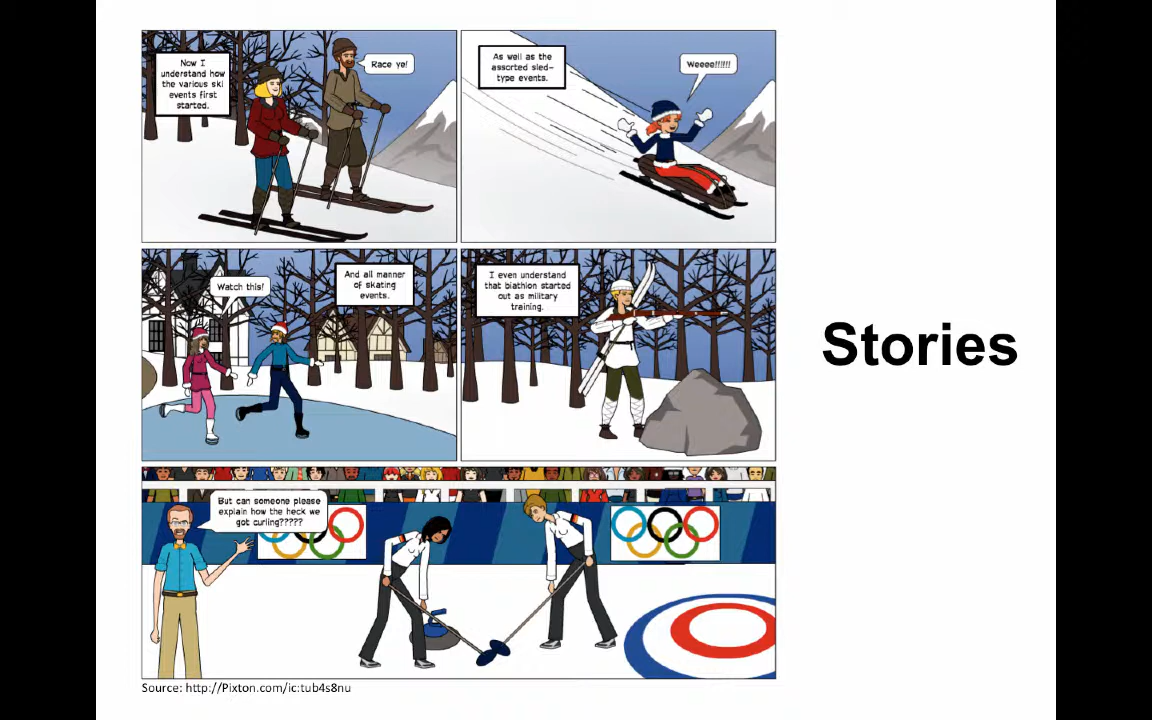 Now I
understand how
the various ski
events first
started.
Race ye!
As well as the
assorted sled-
type events.
Weeee!!!!!!
Watch this!
And all manner
of skating
events.
I even understand
that biathlon started
out as military
training.
But can someone please
explain how the heck we
got curling?????
Stories
Source: http://Pixton.com/ic:tub4s8nu